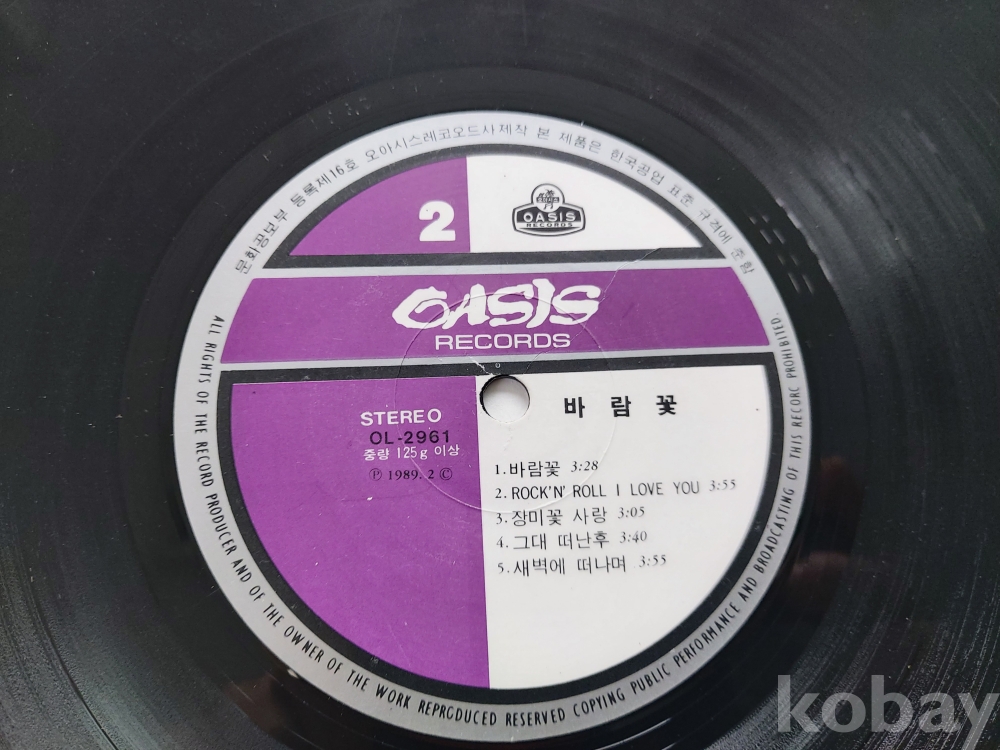 문화공보부 등록제16호 오아시스레코오드사제작 본 제품은 한국공업 표준 규격에 준함
2
OASIS
RECORDS
OASIS
RECORDS
STEREO
OL-2961
중량 125g 이상
Ⓟ 1989. 2 Ⓒ
바람꽃
1.바람꽃 3:28
2.ROCK'N' ROLL I LOVE YOU 3:55
3.장미꽃 사랑 3:05
4.그대 떠난후 3:40
5.새벽에 떠나며 3:55
ALL RIGHTS OF THE RECORD PRODUCER AND OF THE OWNER OF THE WORK REPRCDUCED RESERVED COPYING PUBLIC PERFORMANCE AND BROADCASTING OF THIS RECORC PROHIBITED.
kobay